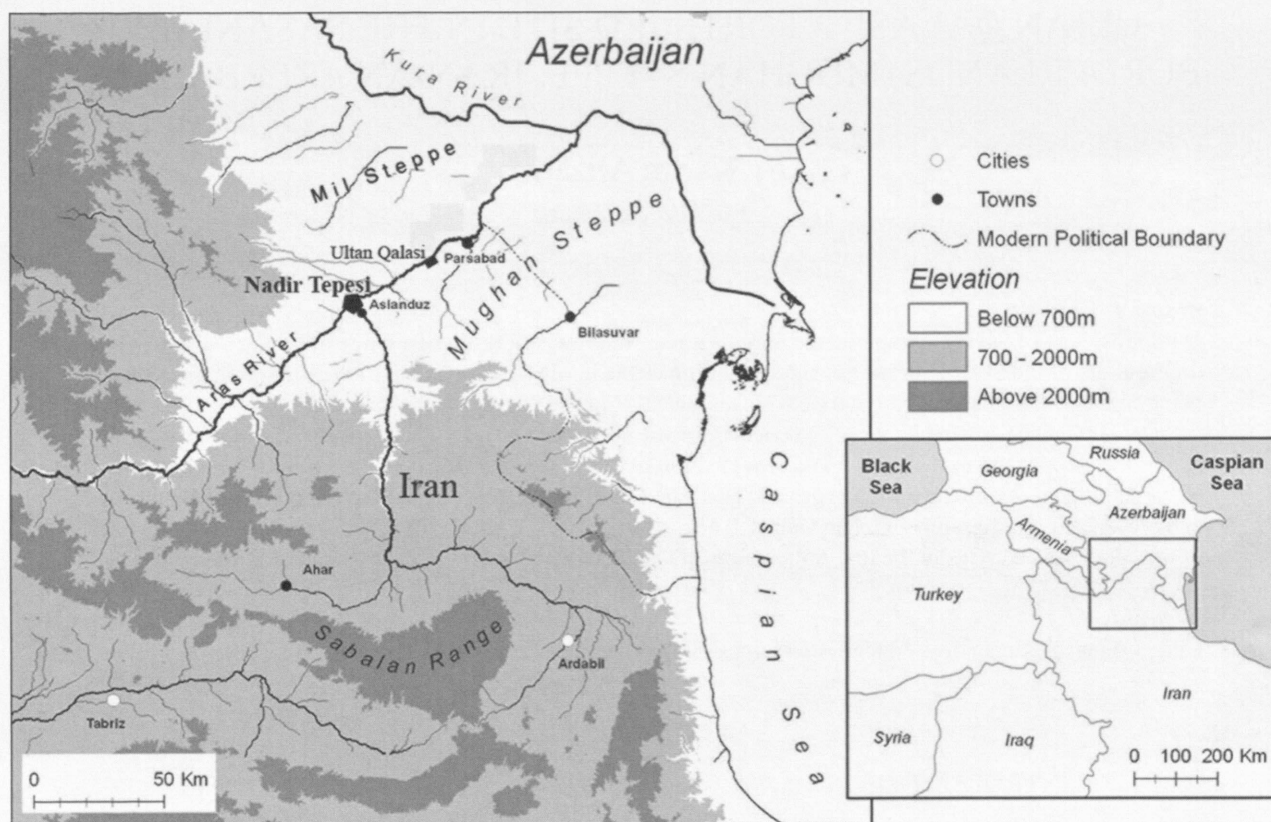 Azerbaijan
Kura River
Mil Steppe
Mughan Steppe
Ultan Qalasi
Parsabad
Nadir Tepesi
Aslanduz
Bilasuvar
Aras River
Iran
Ahar
Sabalan Range
Ardabil
Tabriz
Caspian Sea
0 50 Km
Cities
Towns
Modern Political Boundary
Elevation
Below 700m
700 - 2000m
Above 2000m
Black
Sea
Georgia
Russia
Caspian
Sea
Azerbaijan
Armenia
Turkey
Iran
Syria
Iraq
0 100 200 Km